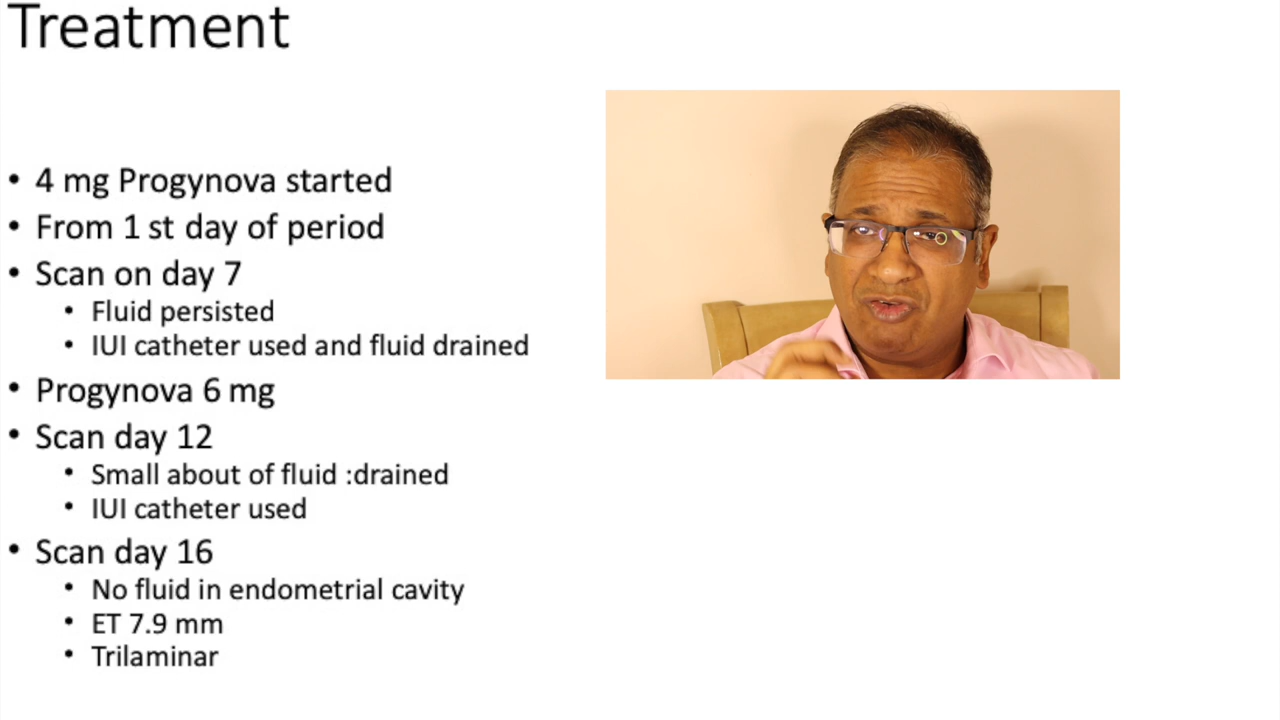 Treatment
• 4 mg Progynova started
• From 1 st day of period
• Scan on day 7
• Fluid persisted
• IUI catheter used and fluid drained
• Progynova 6 mg
• Scan day 12
• Small about of fluid :drained
• IUI catheter used
• Scan day 16
• No fluid in endometrial cavity
• ET 7.9 mm
• Trilaminar